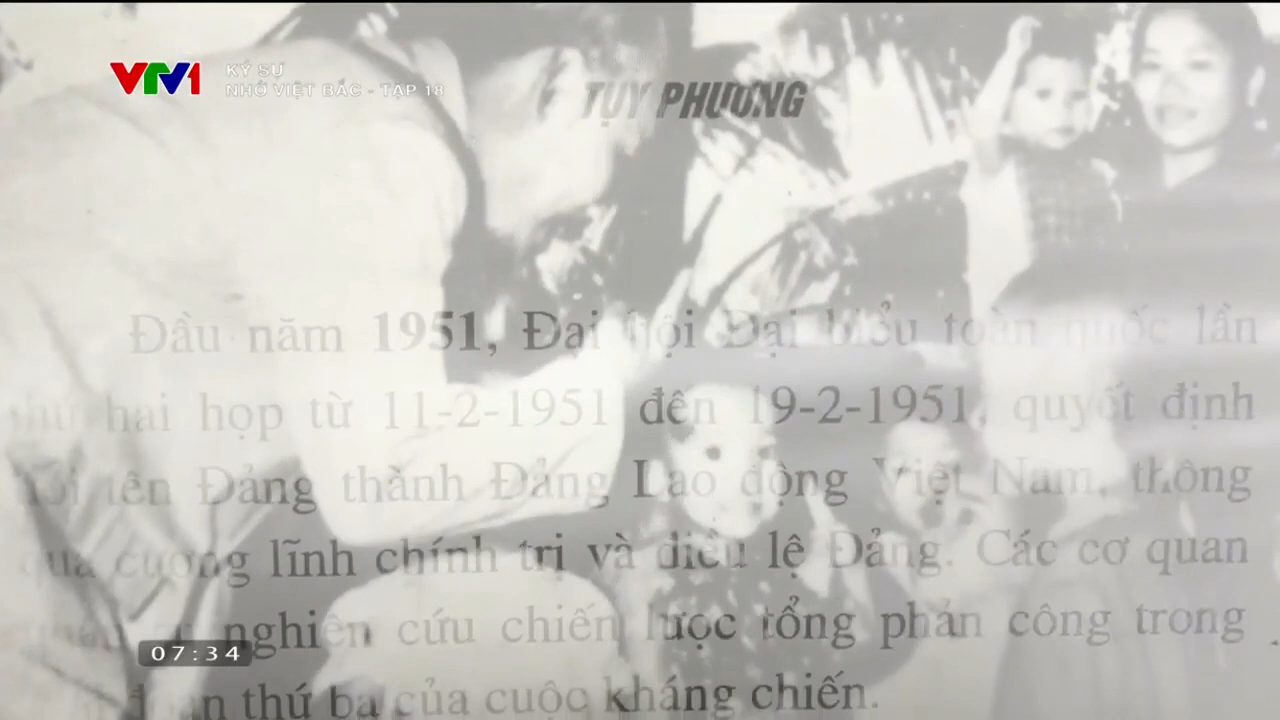 VTV1
KÝ SỰ
NHỚ VIỆT BẮC - TẬP 18
TỤY PHƯƠNG
Đầu năm 1951, Đại hội Đại biểu toàn quốc lần
thứ hai họp từ 11-2-1951 đến 19-2-1951, quyết định
đổi tên Đảng thành Đảng Lao động Việt Nam, thông
qua cương lĩnh chính trị và điều lệ Đảng. Các cơ quan
nghiên cứu chiến lược tổng phản công trong
thứ ba của cuộc kháng chiến.
07:34